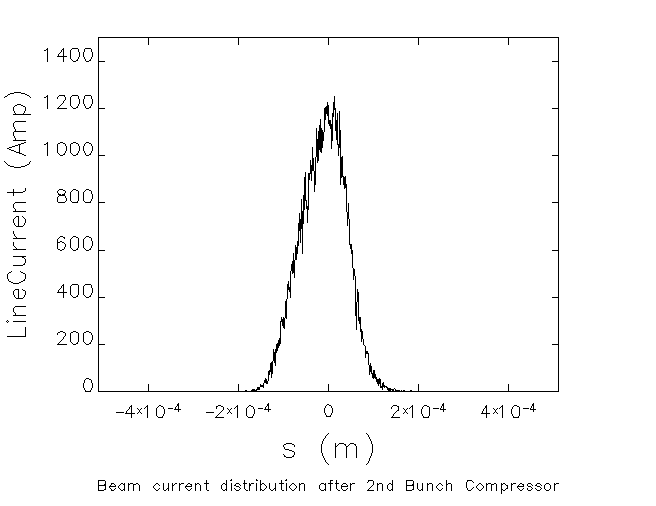 1400
1200
1000
800
600
400
200
0
LineCurrent (Amp)
-4×10-4 -2×10-4 0 2×10-4 4×10-4
s (m)
Beam current distribution after 2nd Bunch Compressor